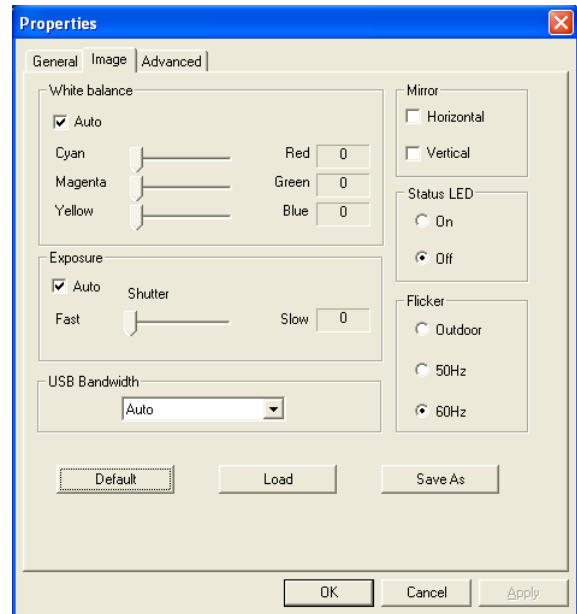 Properties
General Image Advanced
White balance
Auto
Cyan Red 0
Magenta Green 0
Yellow Blue 0
Exposure
Auto Shutter
Fast Slow 0
USB Bandwidth
Auto
Mirror
Horizontal
Vertical
Status LED
On
Off
Flicker
Outdoor
50Hz
60Hz
Default Load Save As
OK Cancel Apply